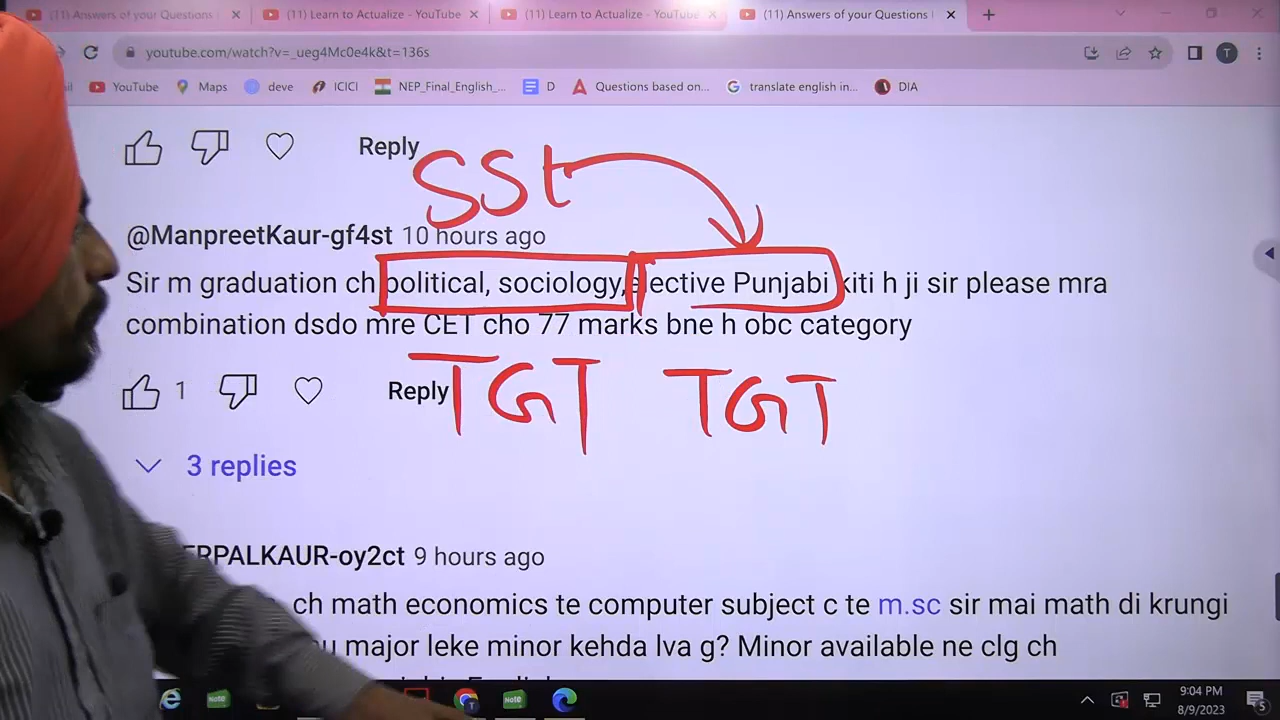 (11) Learn to Actualize - YouTube
(11) Learn to Actualize - YouTube
(11) Answers of your Questions
youtube.com/watch?v=_ueg4Mc0e4k&t=136s
T
YouTube
Maps
deve
ICICI
NEP_Final_English_...
D
Questions based on...
translate english in...
DIA
Reply
SSt
@ManpreetKaur-gf4st 10 hours ago
Sir m graduation ch political, sociology,elective Punjabi kiti h ji sir please mra
combination dsdo mre CET cho 77 marks bne h obc category
1
Reply
TGT TGT
3 replies
ERPALKAUR-oy2ct 9 hours ago
ch math economics te computer subject c te m.sc sir mai math di krungi
major leke minor kehda lva g? Minor available ne clg ch
Note
Note
9:04 PM
8/9/2023
5